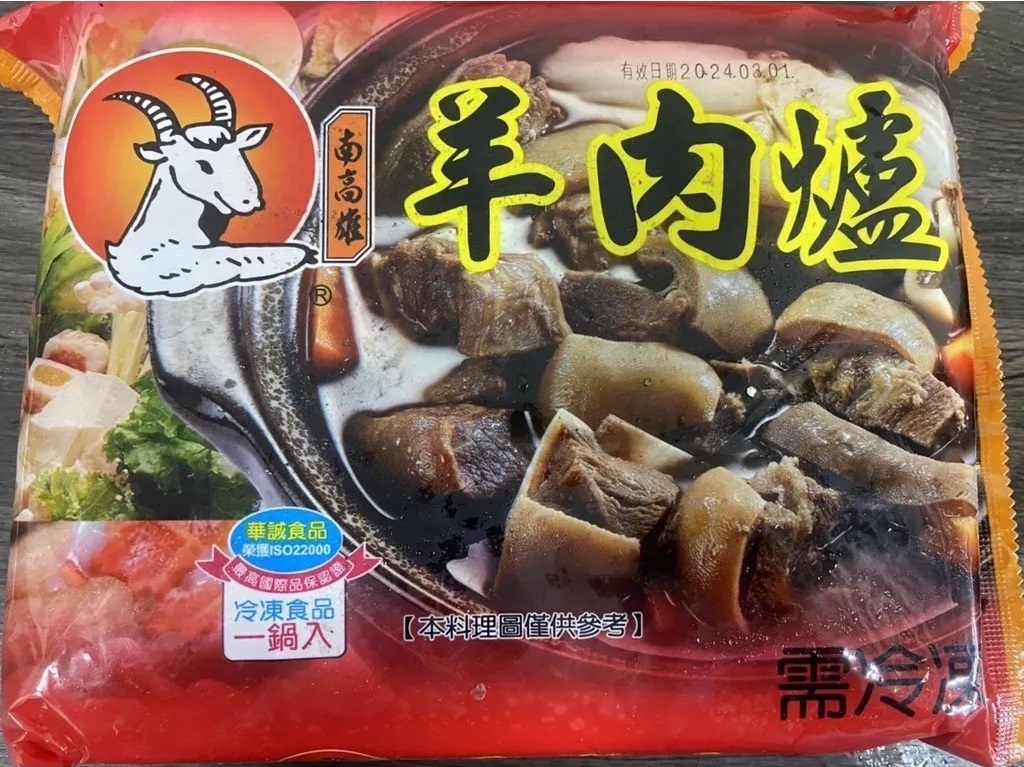 有效日期2024.03.01
羊肉爐
南高雄
®
華誠食品
榮獲ISO22000
最高國際品保認證
冷凍食品
一鍋入
【本料理圖僅供參考】
需冷凍